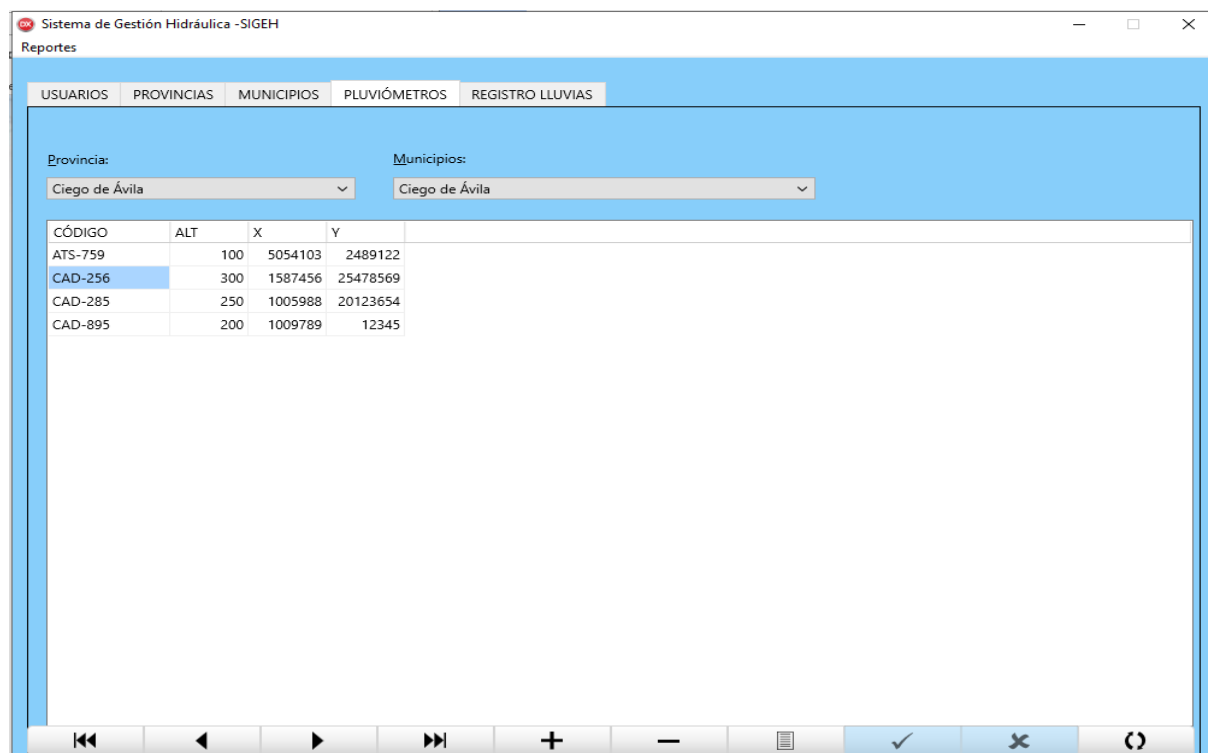 Sistema de Gestión Hidráulica -SIGEH
Reportes
USUARIOS PROVINCIAS MUNICIPIOS PLUVIÓMETROS REGISTRO LLUVIAS
Provincia: Municipios:
Ciego de Ávila Ciego de Ávila
CÓDIGO ALT X Y
ATS-759 100 5054103 2489122
CAD-256 300 1587456 25478569
CAD-285 250 1005988 20123654
CAD-895 200 1009789 12345